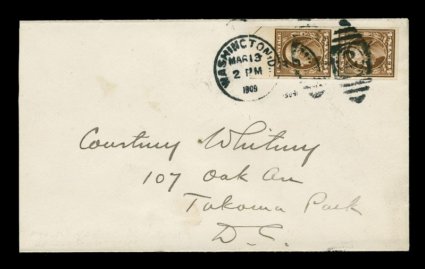 WASHINGTON, D.C.
MAR 13
2 PM
1909
Courtney Whitney
107 Oak Av
Takoma Park
D.C.